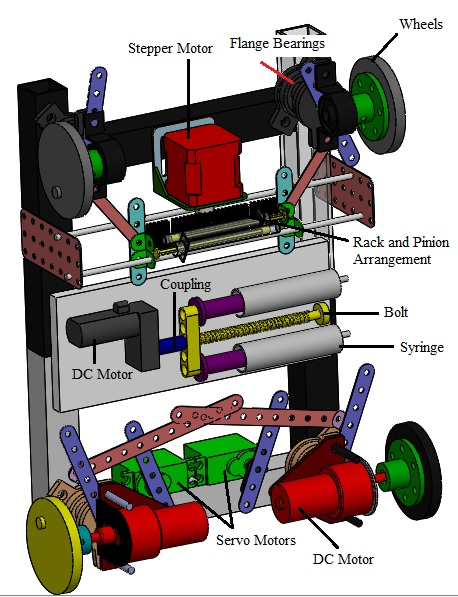 Wheels
Flange Bearings
Stepper Motor
Rack and Pinion
Arrangement
Coupling
Bolt
Syringe
DC Motor
Servo Motors
DC Motor